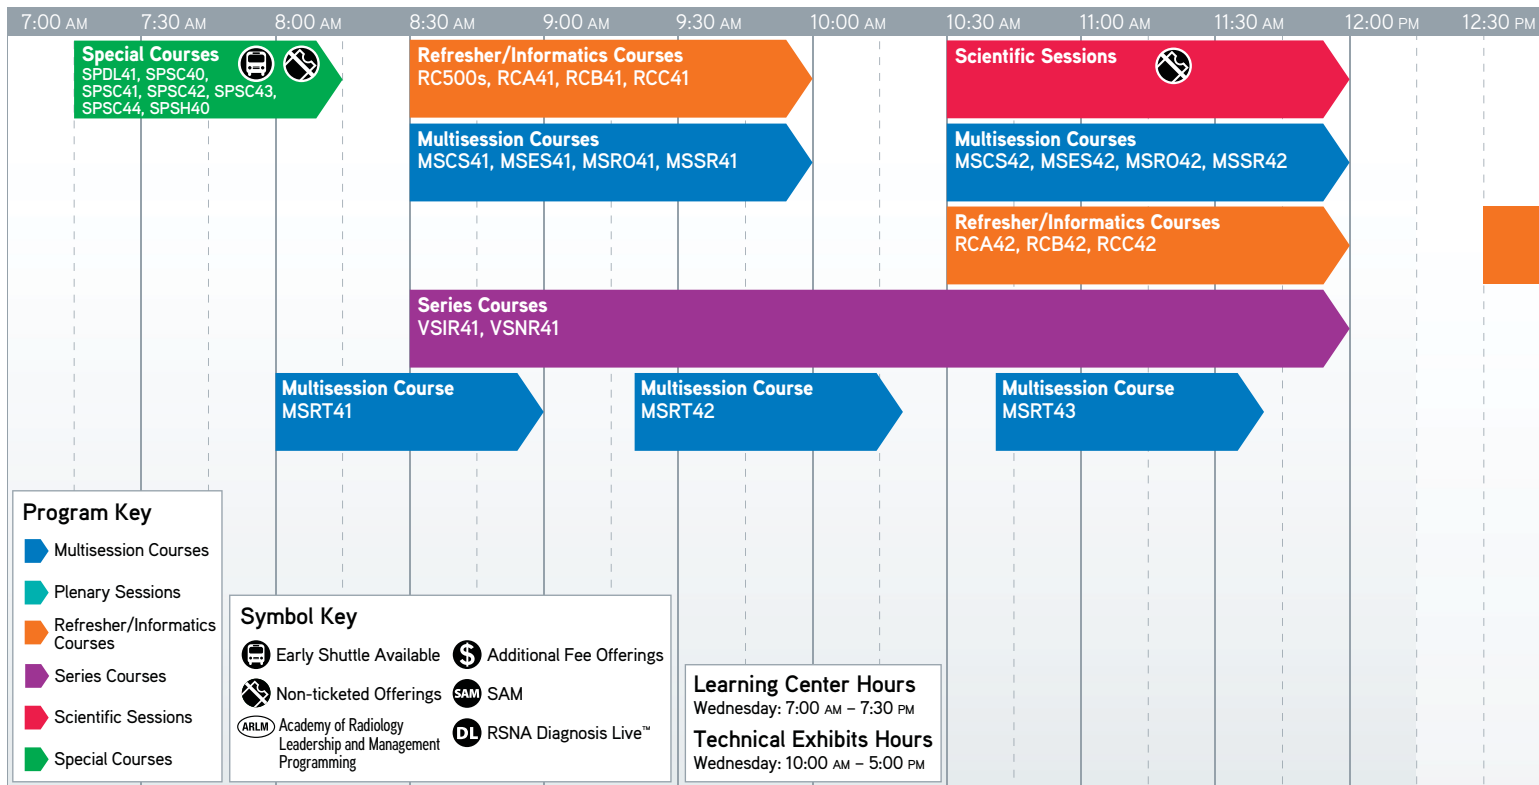 7:00 AM 7:30 AM 8:00 AM 8:30 AM 9:00 AM 9:30 AM 10:00 AM 10:30 AM 11:00 AM 11:30 AM 12:00 PM 12:30 PM
Special Courses
SPDL41, SPSC40,
SPSC41, SPSC42, SPSC43,
SPSC44, SPSH40
Refresher/Informatics Courses
RC500s, RCA41, RCB41, RCC41
Scientific Sessions
Multisession Courses
MSCS41, MSES41, MSRO41, MSSR41
Multisession Courses
MSCS42, MSES42, MSRO42, MSSR42
Refresher/Informatics Courses
RCA42, RCB42, RCC42
Series Courses
VSIR41, VSNR41
Multisession Course
MSRT41
Multisession Course
MSRT42
Multisession Course
MSRT43
Program Key
Multisession Courses
Plenary Sessions
Refresher/Informatics
Courses
Series Courses
Scientific Sessions
Special Courses
Symbol Key
Early Shuttle Available
Non-ticketed Offerings
ARLM Academy of Radiology
Leadership and Management
Programming
$ Additional Fee Offerings
SAM SAM
DL RSNA Diagnosis Live™
Learning Center Hours
Wednesday: 7:00 AM – 7:30 PM
Technical Exhibits Hours
Wednesday: 10:00 AM – 5:00 PM